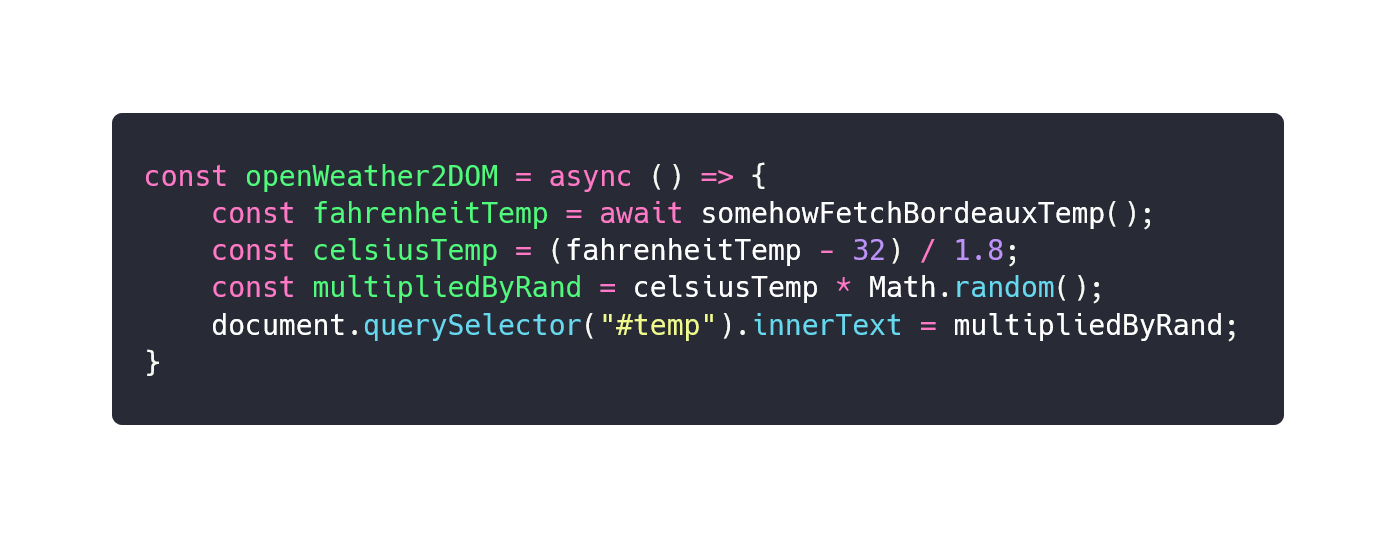 const openWeather2DOM = async () => {
    const fahrenheitTemp = await somehowFetchBordeauxTemp();
    const celsiusTemp = (fahrenheitTemp - 32) / 1.8;
    const multipliedByRand = celsiusTemp * Math.random();
    document.querySelector("#temp").innerText = multipliedByRand;
}